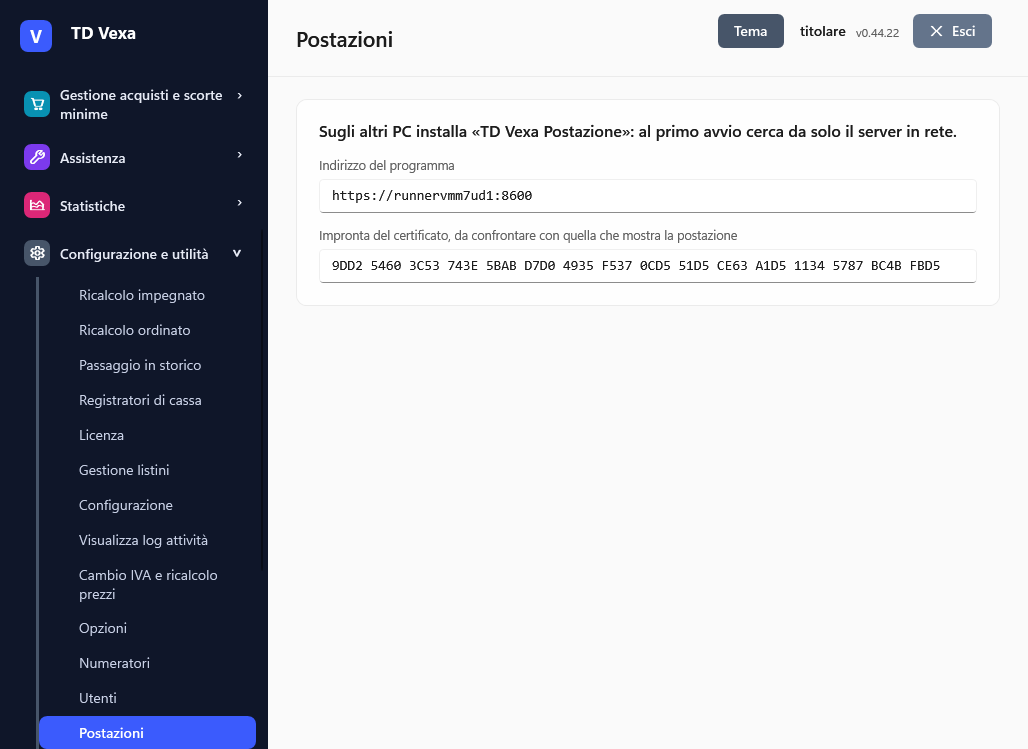 V TD Vexa
Gestione acquisti e scorte
minime
Assistenza
Statistiche
Configurazione e utilità
Ricalcolo impegnato
Ricalcolo ordinato
Passaggio in storico
Registratori di cassa
Licenza
Gestione listini
Configurazione
Visualizza log attività
Cambio IVA e ricalcolo
prezzi
Opzioni
Numeratori
Utenti
Postazioni
Postazioni
Tema titolare v0.44.22 Esci
Sugli altri PC installa «TD Vexa Postazione»: al primo avvio cerca da solo il server in rete.
Indirizzo del programma
https://runnervmm7ud1:8600
Impronta del certificato, da confrontare con quella che mostra la postazione
9DD2 5460 3C53 743E 5BAB D7D0 4935 F537 0CD5 51D5 CE63 A1D5 1134 5787 BC4B FBD5